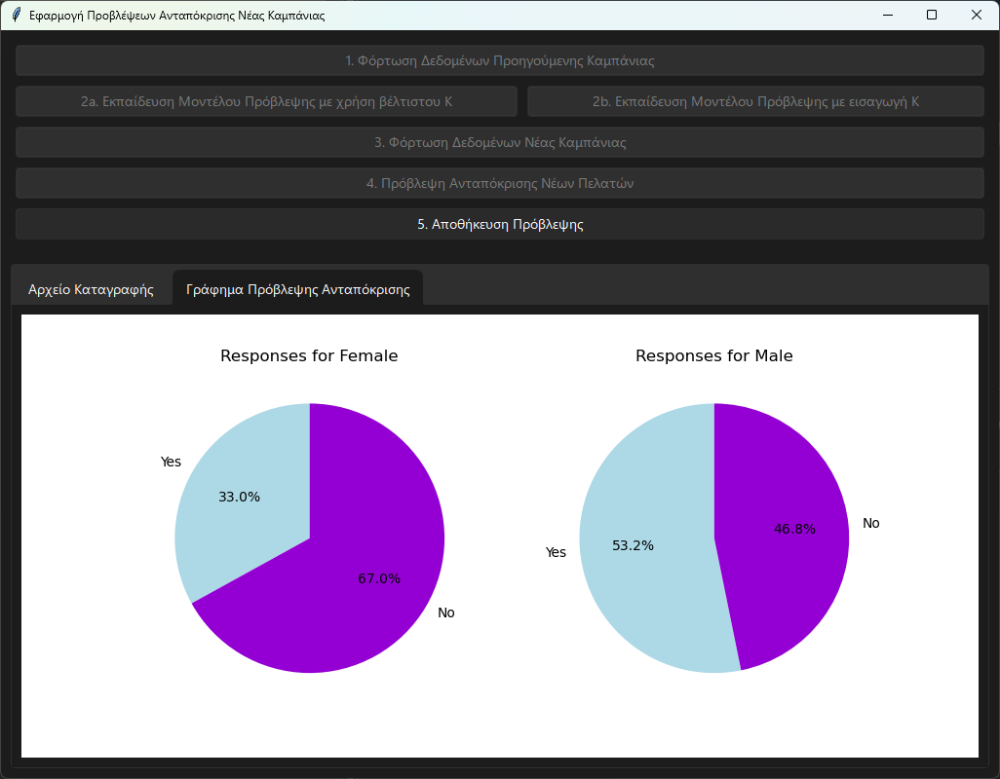 Εφαρμογή Προβλέψεων Ανταπόκρισης Νέας Καμπάνιας
1. Φόρτωση Δεδομένων Προηγούμενης Καμπάνιας
2a. Εκπαίδευση Μοντέλου Πρόβλεψης με χρήση βέλτιστου Κ
2b. Εκπαίδευση Μοντέλου Πρόβλεψης με εισαγωγή Κ
3. Φόρτωση Δεδομένων Νέας Καμπάνιας
4. Πρόβλεψη Ανταπόκρισης Νέων Πελατών
5. Αποθήκευση Πρόβλεψης
Αρχείο Καταγραφής
Γράφημα Πρόβλεψης Ανταπόκρισης
Responses for Female
Yes
33.0%
67.0%
No
Responses for Male
Yes
53.2%
46.8%
No